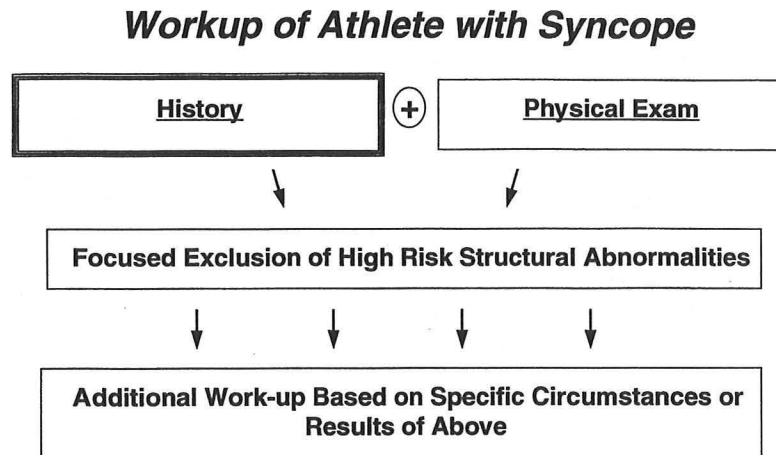 Workup of Athlete with Syncope
History
+
Physical Exam
Focused Exclusion of High Risk Structural Abnormalities
Additional Work-up Based on Specific Circumstances or
Results of Above